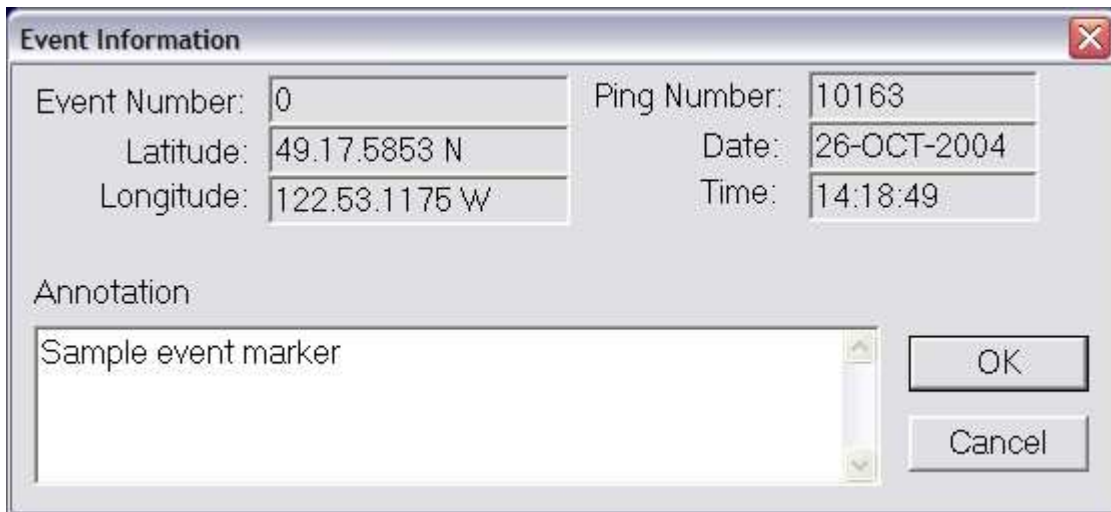 Event Information
Event Number: 0
Latitude: 49.17.5853 N
Longitude: 122.53.1175 W
Ping Number: 10163
Date: 26-OCT-2004
Time: 14:18:49
Annotation
Sample event marker
OK
Cancel